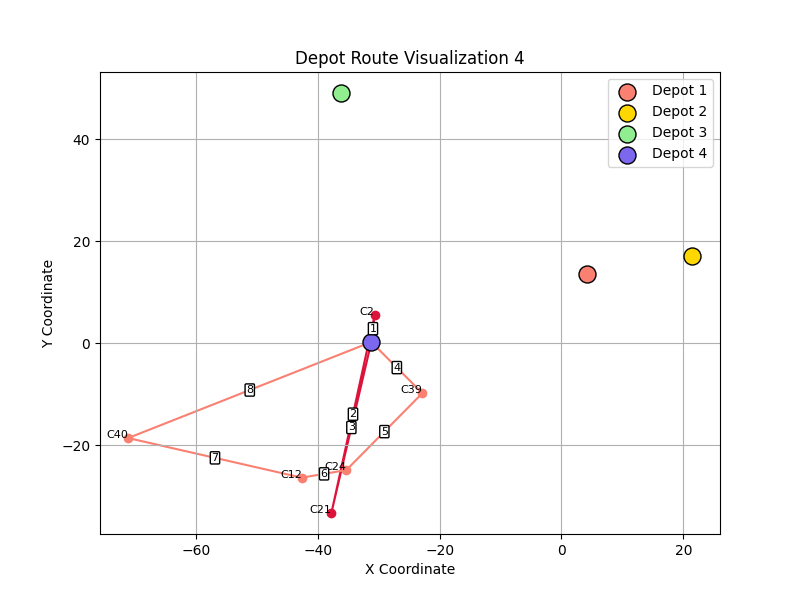 Depot Route Visualization 4
Depot 1
Depot 2
Depot 3
Depot 4
Y Coordinate
40
20
0
−20
C2
1
4
C39
8
2
3
5
C40
7
C12
6
C24
C21
−60
−40
−20
0
20
X Coordinate